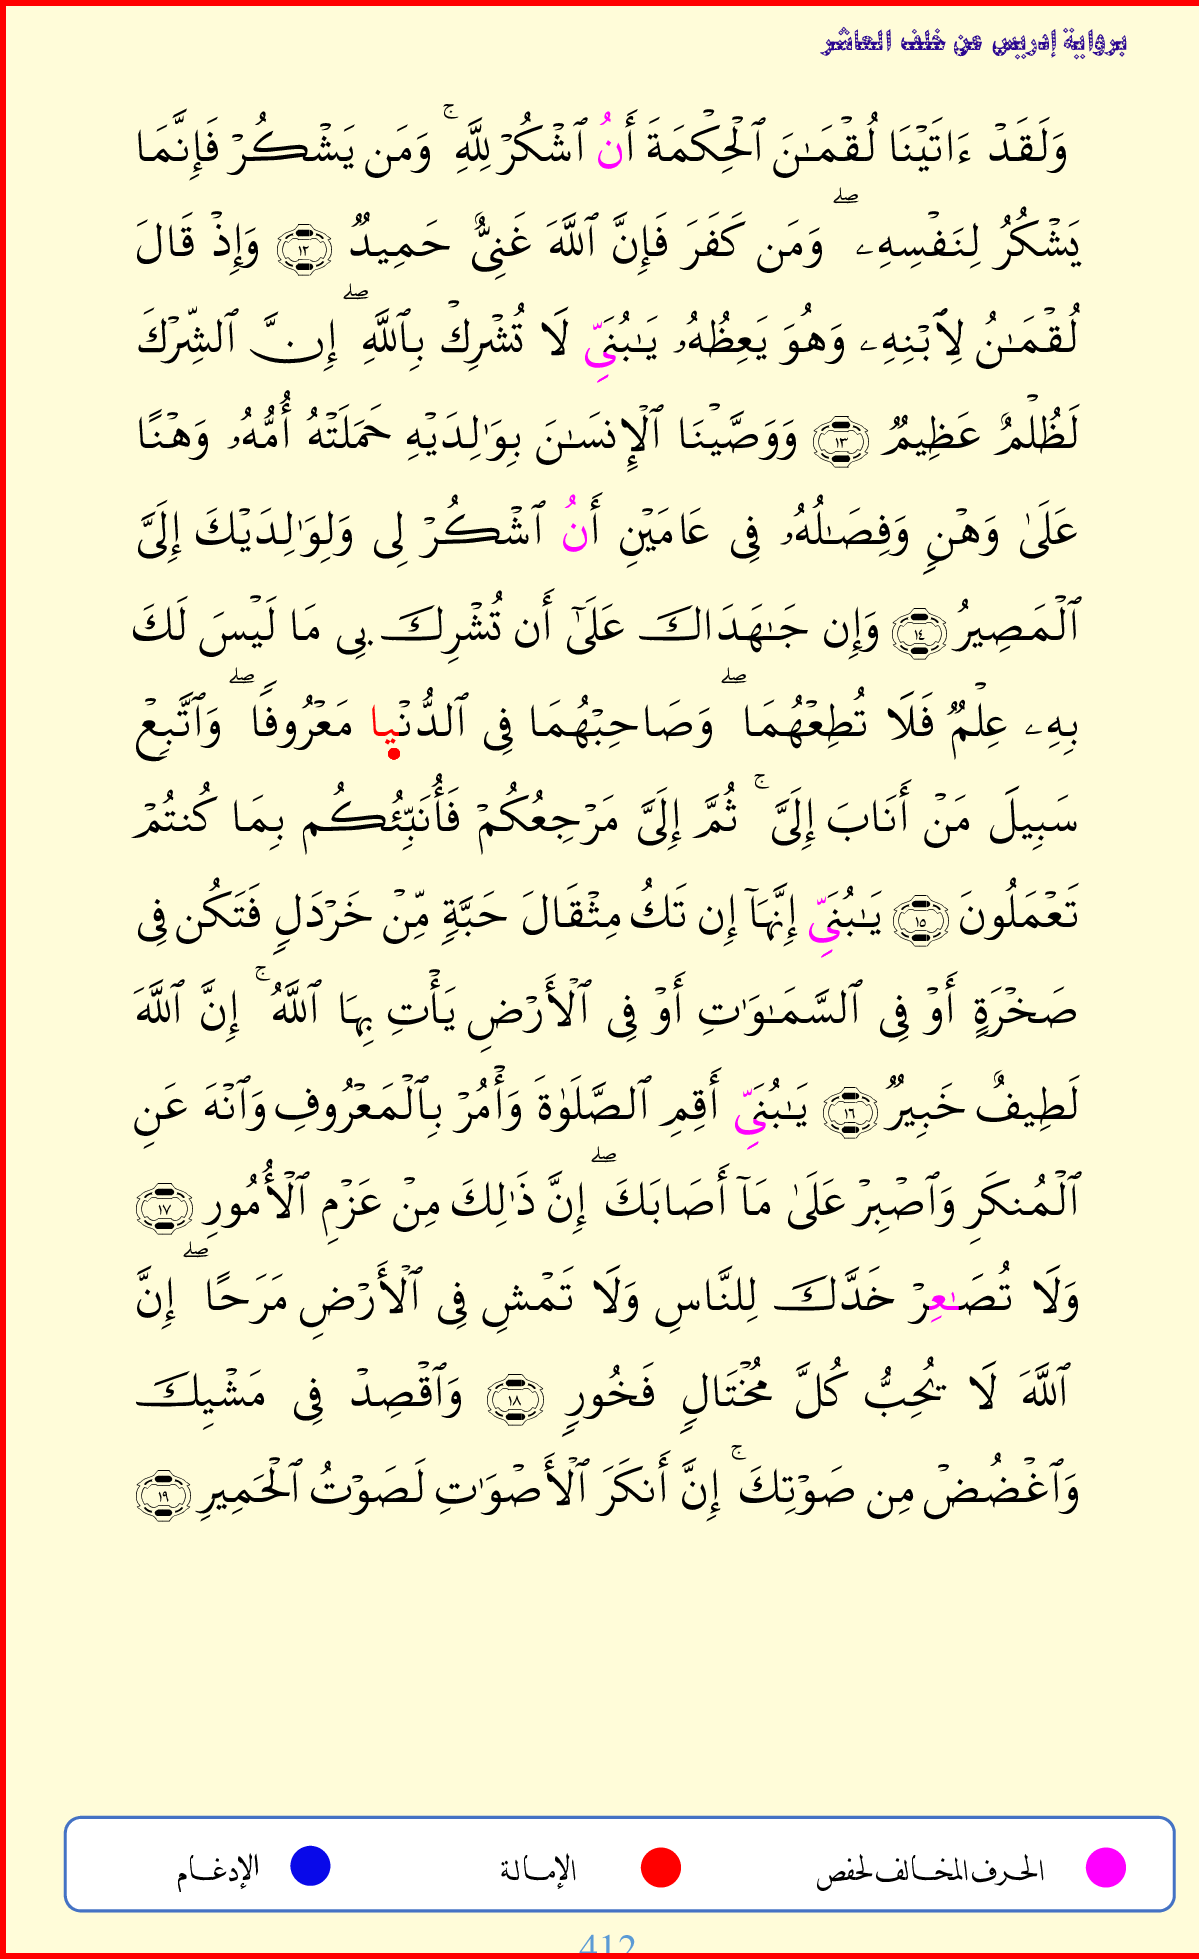 برواية إدريس عن خلف العاشر
وَلَقَدْ ءَاتَيْنَا لُقْمَـٰنَ ٱلْحِكْمَةَ أَنُ ٱشْكُرْ لِلَّهِ ۚ وَمَن يَشْكُرْ فَإِنَّمَا
يَشْكُرُ لِنَفْسِهِۦ ۖ وَمَن كَفَرَ فَإِنَّ ٱللَّهَ غَنِىٌّ حَمِيدٌ ١٢ وَإِذْ قَالَ
لُقْمَـٰنُ لِٱبْنِهِۦ وَهُوَ يَعِظُهُۥ يَـٰبُنَىِّ لَا تُشْرِكْ بِٱللَّهِ ۖ إِنَّ ٱلشِّرْكَ
لَظُلْمٌ عَظِيمٌ ١٣ وَوَصَّيْنَا ٱلْإِنسَـٰنَ بِوَٰلِدَيْهِ حَمَلَتْهُ أُمُّهُۥ وَهْنًا
عَلَىٰ وَهْنٍ وَفِصَـٰلُهُۥ فِى عَامَيْنِ أَنُ ٱشْكُرْ لِى وَلِوَٰلِدَيْكَ إِلَىَّ
ٱلْمَصِيرُ ١٤ وَإِن جَـٰهَدَاكَ عَلَىٰٓ أَن تُشْرِكَ بِى مَا لَيْسَ لَكَ
بِهِۦ عِلْمٌ فَلَا تُطِعْهُمَا ۖ وَصَاحِبْهُمَا فِى ٱلدُّنْيا مَعْرُوفًا ۖ وَٱتَّبِعْ
سَبِيلَ مَنْ أَنَابَ إِلَىَّ ۚ ثُمَّ إِلَىَّ مَرْجِعُكُمْ فَأُنَبِّئُكُم بِمَا كُنتُمْ
تَعْمَلُونَ ١٥ يَـٰبُنَىِّ إِنَّهَآ إِن تَكُ مِثْقَالَ حَبَّةٍ مِّنْ خَرْدَلٍ فَتَكُن فِى
صَخْرَةٍ أَوْ فِى ٱلسَّمَـٰوَٰتِ أَوْ فِى ٱلْأَرْضِ يَأْتِ بِهَا ٱللَّهُ ۚ إِنَّ ٱللَّهَ
لَطِيفٌ خَبِيرٌ ١٦ يَـٰبُنَىِّ أَقِمِ ٱلصَّلَوٰةَ وَأْمُرْ بِٱلْمَعْرُوفِ وَٱنْهَ عَنِ
ٱلْمُنكَرِ وَٱصْبِرْ عَلَىٰ مَآ أَصَابَكَ ۖ إِنَّ ذَٰلِكَ مِنْ عَزْمِ ٱلْأُمُورِ ١٧
وَلَا تُصَـٰعِرْ خَدَّكَ لِلنَّاسِ وَلَا تَمْشِ فِى ٱلْأَرْضِ مَرَحًا ۖ إِنَّ
ٱللَّهَ لَا يُحِبُّ كُلَّ مُخْتَالٍ فَخُورٍ ١٨ وَٱقْصِدْ فِى مَشْيِكَ
وَٱغْضُضْ مِن صَوْتِكَ ۚ إِنَّ أَنكَرَ ٱلْأَصْوَٰتِ لَصَوْتُ ٱلْحَمِيرِ ١٩
الحرف المخالف لحفص الإمالة الإدغام
412